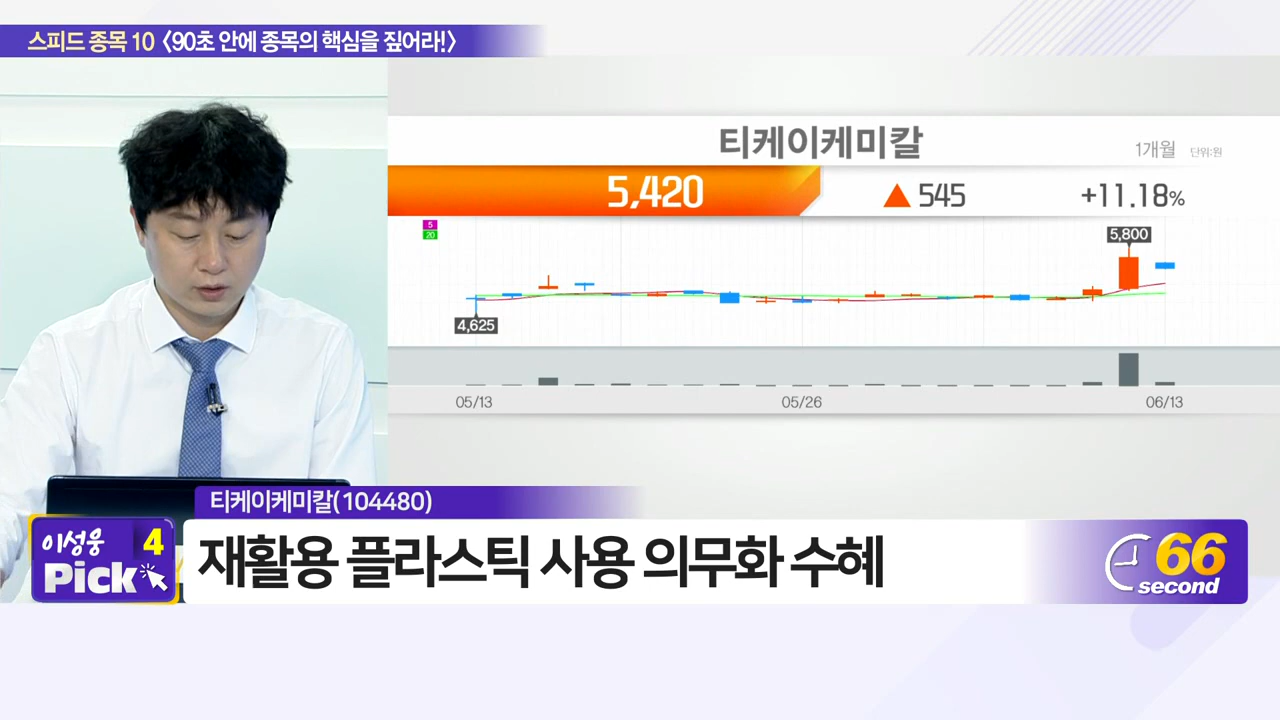 스피드 종목 10 〈90초 안에 종목의 핵심을 짚어라!〉
티케이케미칼
1개월 단위:원
5,420 ▲ 545 +11.18%
5
20
5,800
4,625
05/13 05/26 06/13
티케이케미칼(104480)
이성웅 4
Pick
재활용 플라스틱 사용 의무화 수혜
66
second